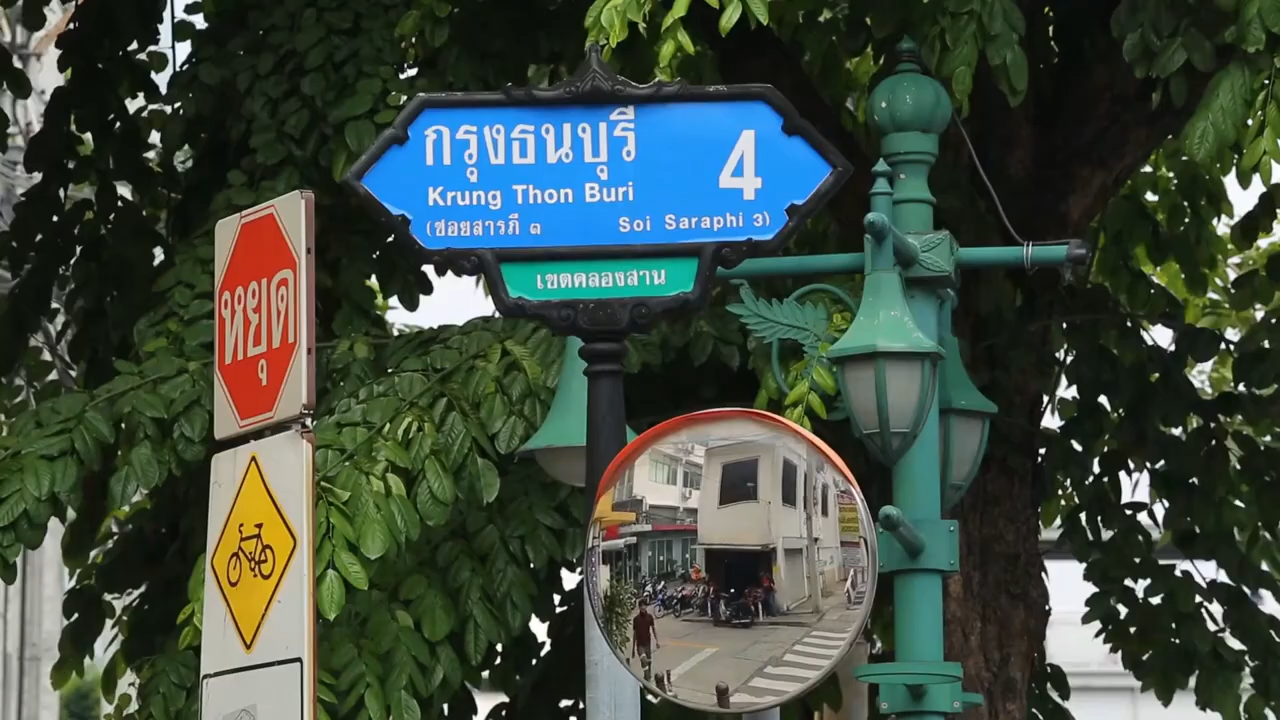 กรุงธนบุรี 4
Krung Thon Buri
(ซอยสารภี ๓ Soi Saraphi 3)
เขตคลองสาน
หยุด